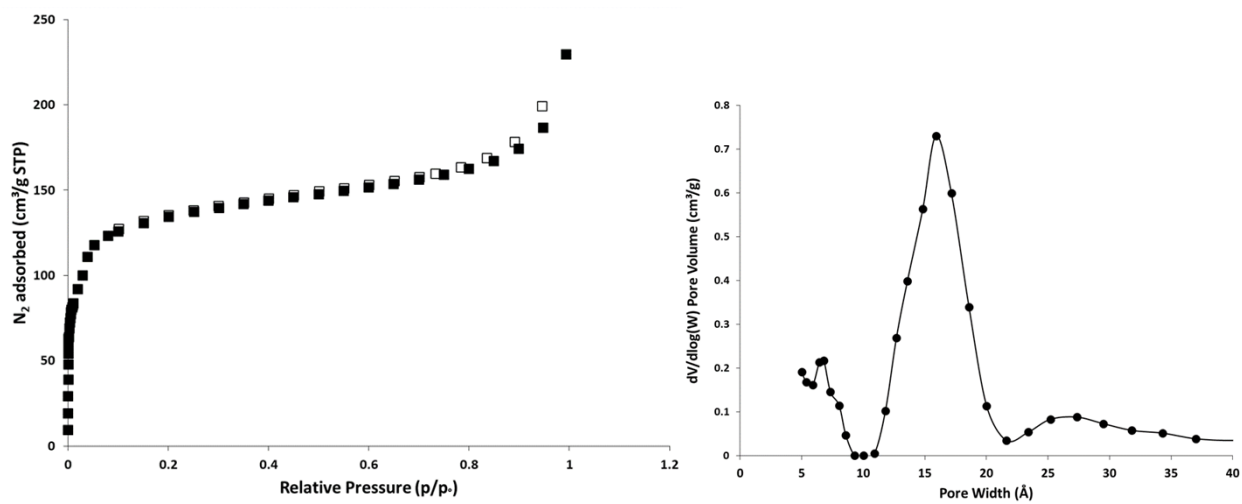 250
200
150
100
50
0
N₂ adsorbed (cm³/g STP)
0 0.2 0.4 0.6 0.8 1 1.2
Relative Pressure (p/p∘)
0.8
0.7
0.6
0.5
0.4
0.3
0.2
0.1
0
dV/dlog(W) Pore Volume (cm³/g)
0 5 10 15 20 25 30 35 40
Pore Width (Å)